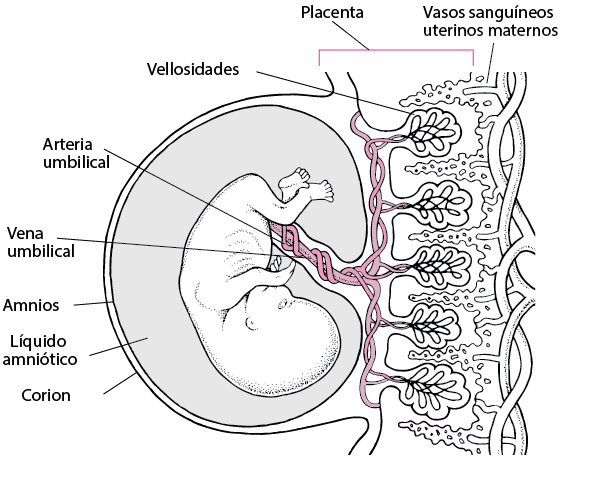 Placenta
Vasos sanguíneos
uterinos maternos
Vellosidades
Arteria
umbilical
Vena
umbilical
Amnios
Líquido
amniótico
Corion